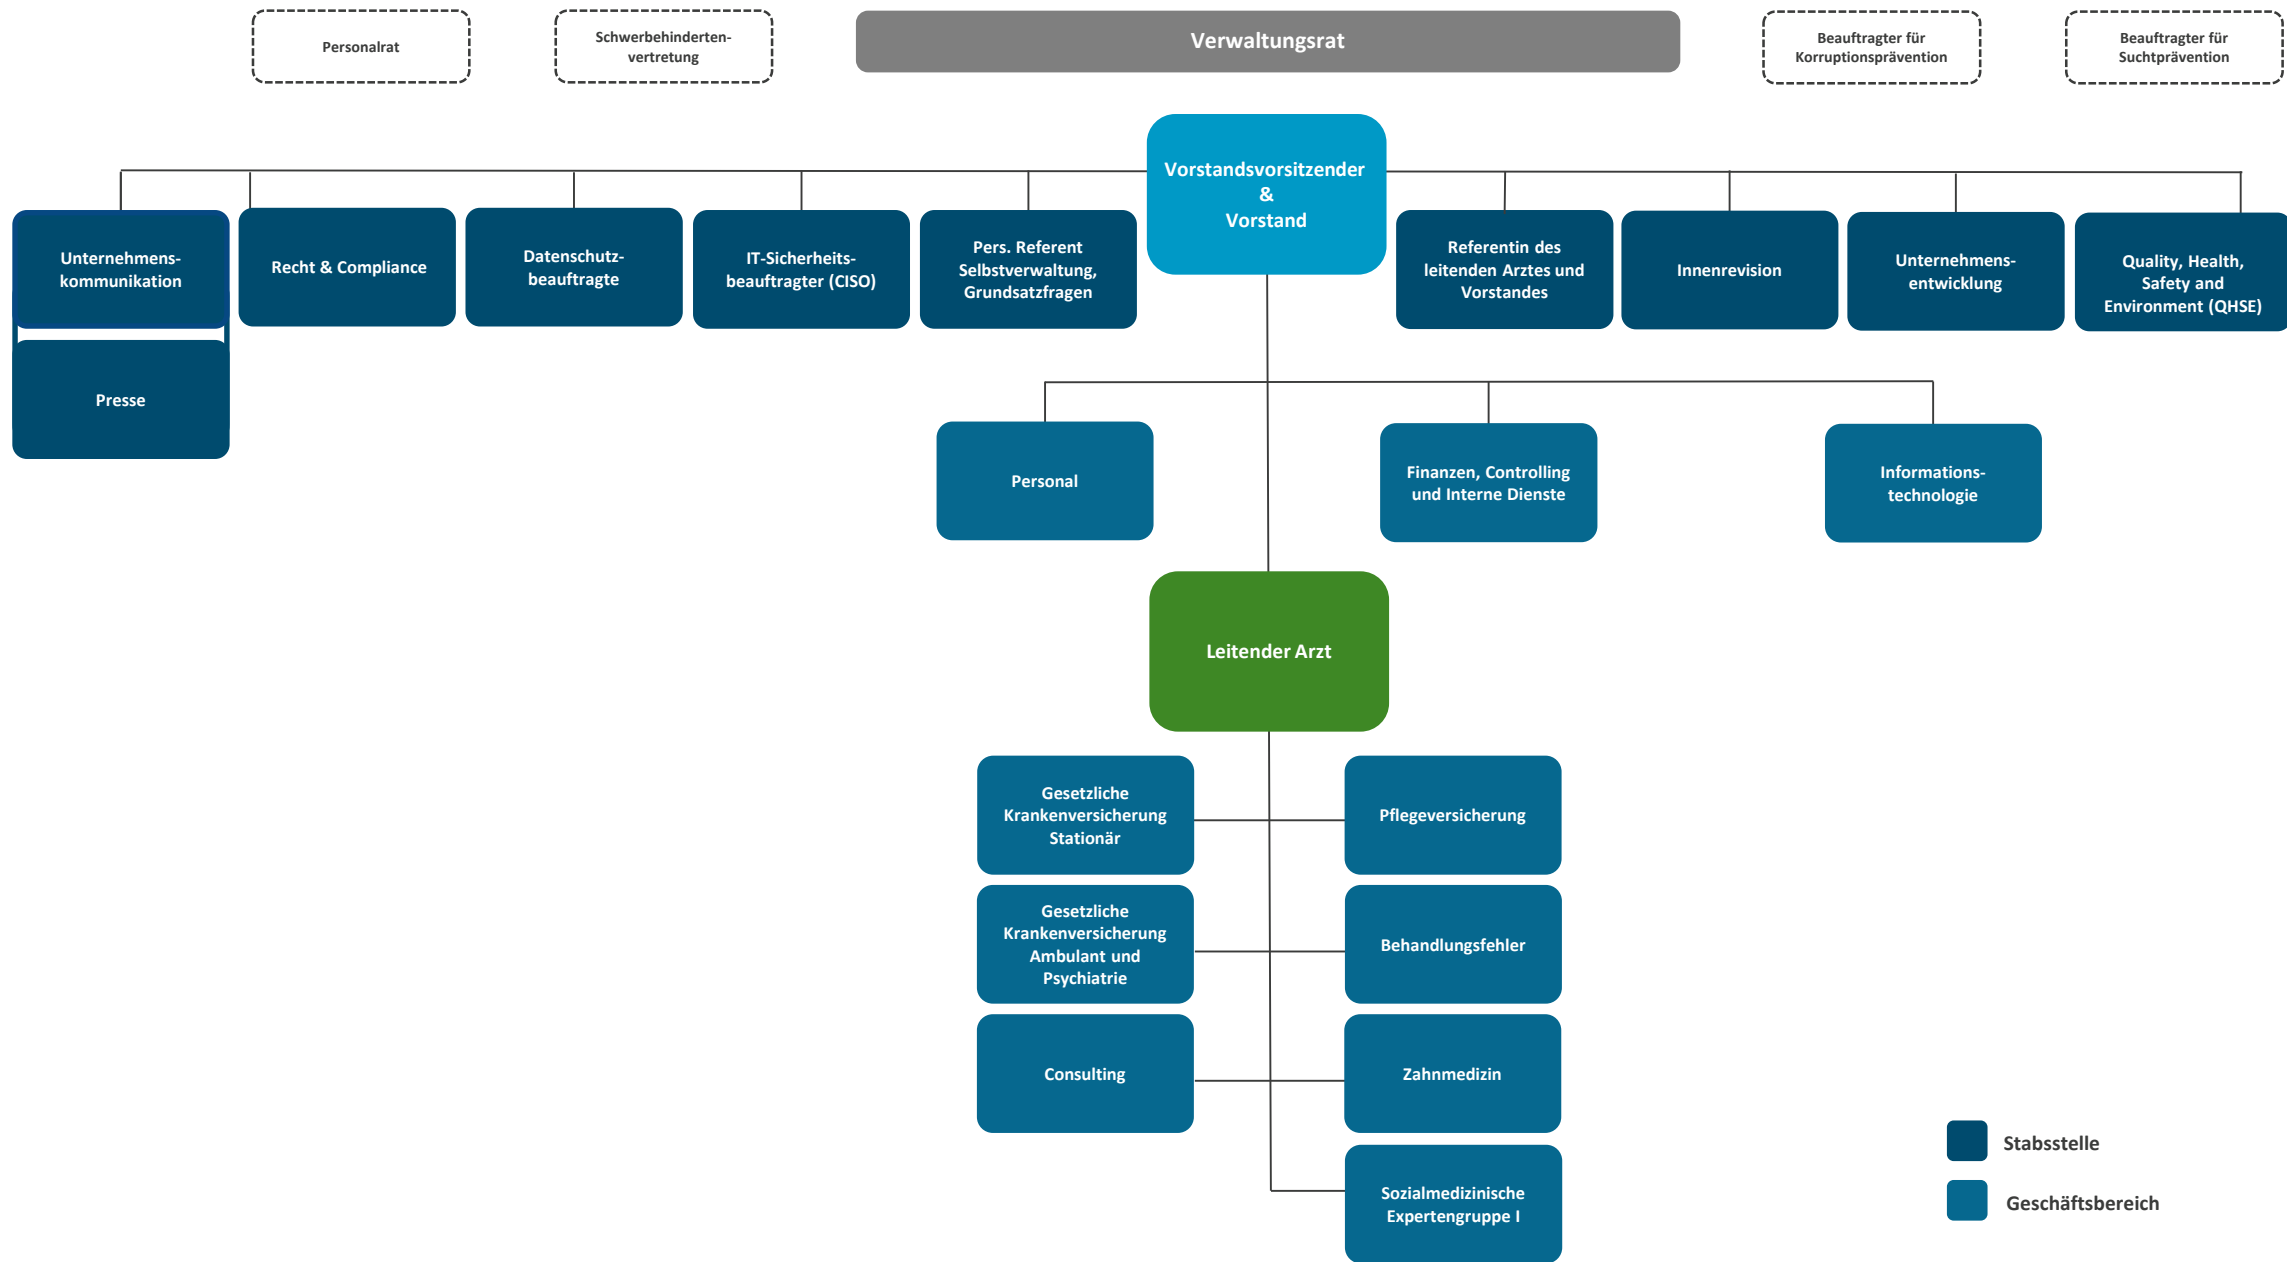 Personalrat
Schwerbehinderten-
vertretung
Verwaltungsrat
Beauftragter für
Korruptionsprävention
Beauftragter für
Suchtprävention
Vorstandsvorsitzender
&
Vorstand
Unternehmens-
kommunikation
Recht & Compliance
Datenschutz-
beauftragte
IT-Sicherheits-
beauftragter (CISO)
Pers. Referent
Selbstverwaltung,
Grundsatzfragen
Referentin des
leitenden Arztes und
Vorstandes
Innenrevision
Unternehmens-
entwicklung
Quality, Health,
Safety and
Environment (QHSE)
Presse
Personal
Finanzen, Controlling
und Interne Dienste
Informations-
technologie
Leitender Arzt
Gesetzliche
Krankenversicherung
Stationär
Pflegeversicherung
Gesetzliche
Krankenversicherung
Ambulant und
Psychiatrie
Behandlungsfehler
Consulting
Zahnmedizin
Sozialmedizinische
Expertengruppe I
Stabsstelle
Geschäftsbereich